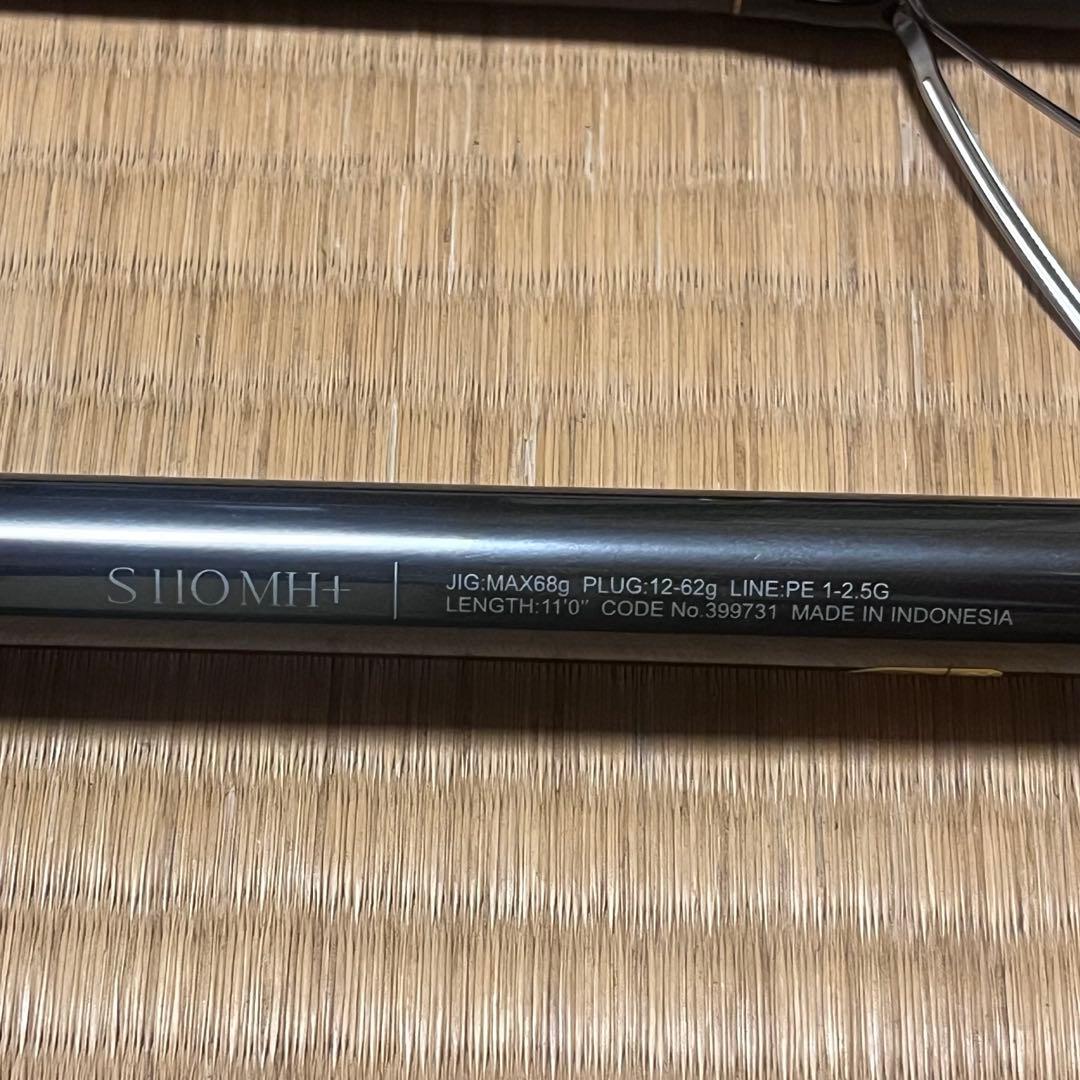 S110MH+
JIG:MAX68g PLUG:12-62g LINE:PE 1-2.5G
LENGTH:11'0" CODE No.399731 MADE IN INDONESIA